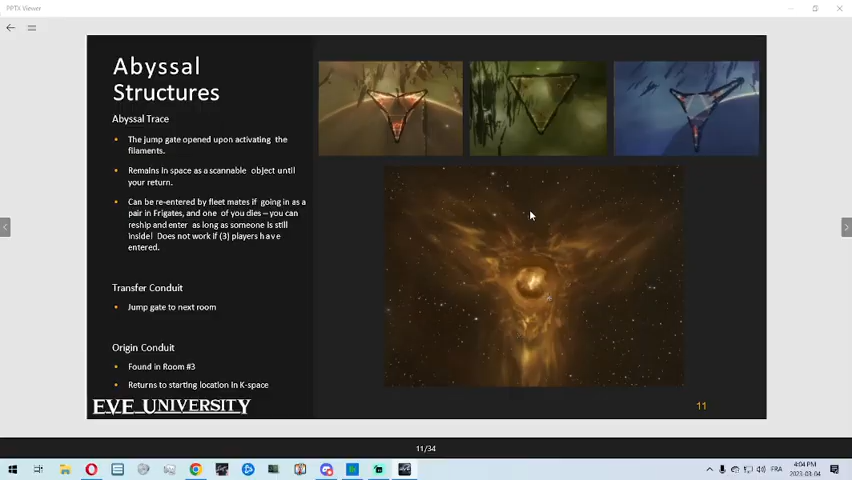 PPTX Viewer
Abyssal
Structures
Abyssal Trace
The jump gate opened upon activating the
filaments.
Remains in space as a scannable object until
your return.
Can be re-entered by fleet mates if going in as a
pair in Frigates, and one of you dies – you can
reship and enter as long as someone is still
inside! Does not work if (3) players have
entered.
Transfer Conduit
Jump gate to next room
Origin Conduit
Found in Room #3
Returns to starting location in K-space
EVE UNIVERSITY
11
11/34
FRA
4:04 PM
2023-03-04